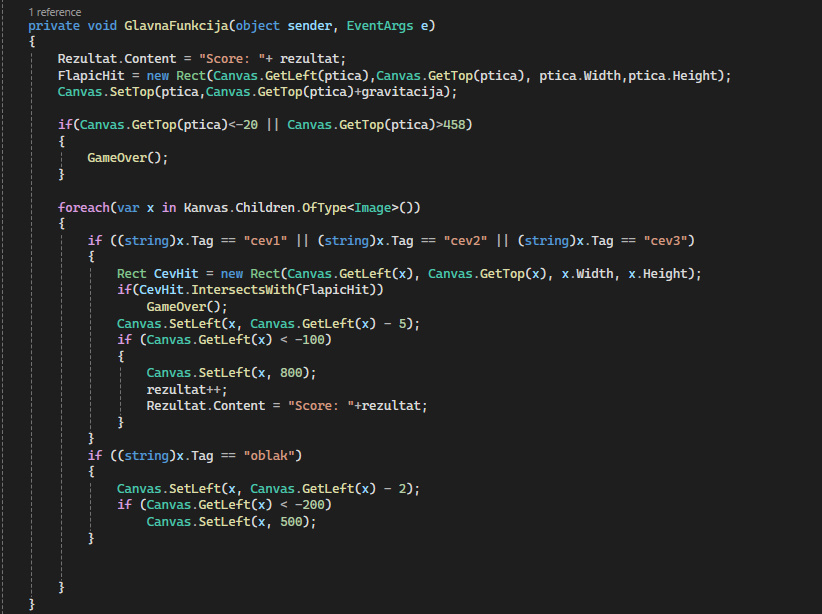 1 reference
private void GlavnaFunkcija(object sender, EventArgs e)
{
Rezultat.Content = "Score: "+ rezultat;
FlapicHit = new Rect(Canvas.GetLeft(ptica),Canvas.GetTop(ptica), ptica.Width,ptica.Height);
Canvas.SetTop(ptica,Canvas.GetTop(ptica)+gravitacija);
if(Canvas.GetTop(ptica)<-20 || Canvas.GetTop(ptica)>458)
{
GameOver();
}
foreach(var x in Kanvas.Children.OfType<Image>())
{
if ((string)x.Tag == "cev1" || (string)x.Tag == "cev2" || (string)x.Tag == "cev3")
{
Rect CevHit = new Rect(Canvas.GetLeft(x), Canvas.GetTop(x), x.Width, x.Height);
if(CevHit.IntersectsWith(FlapicHit))
GameOver();
Canvas.SetLeft(x, Canvas.GetLeft(x) - 5);
if (Canvas.GetLeft(x) < -100)
{
Canvas.SetLeft(x, 800);
rezultat++;
Rezultat.Content = "Score: "+rezultat;
}
}
if ((string)x.Tag == "oblak")
{
Canvas.SetLeft(x, Canvas.GetLeft(x) - 2);
if (Canvas.GetLeft(x) < -200)
Canvas.SetLeft(x, 500);
}
}
}